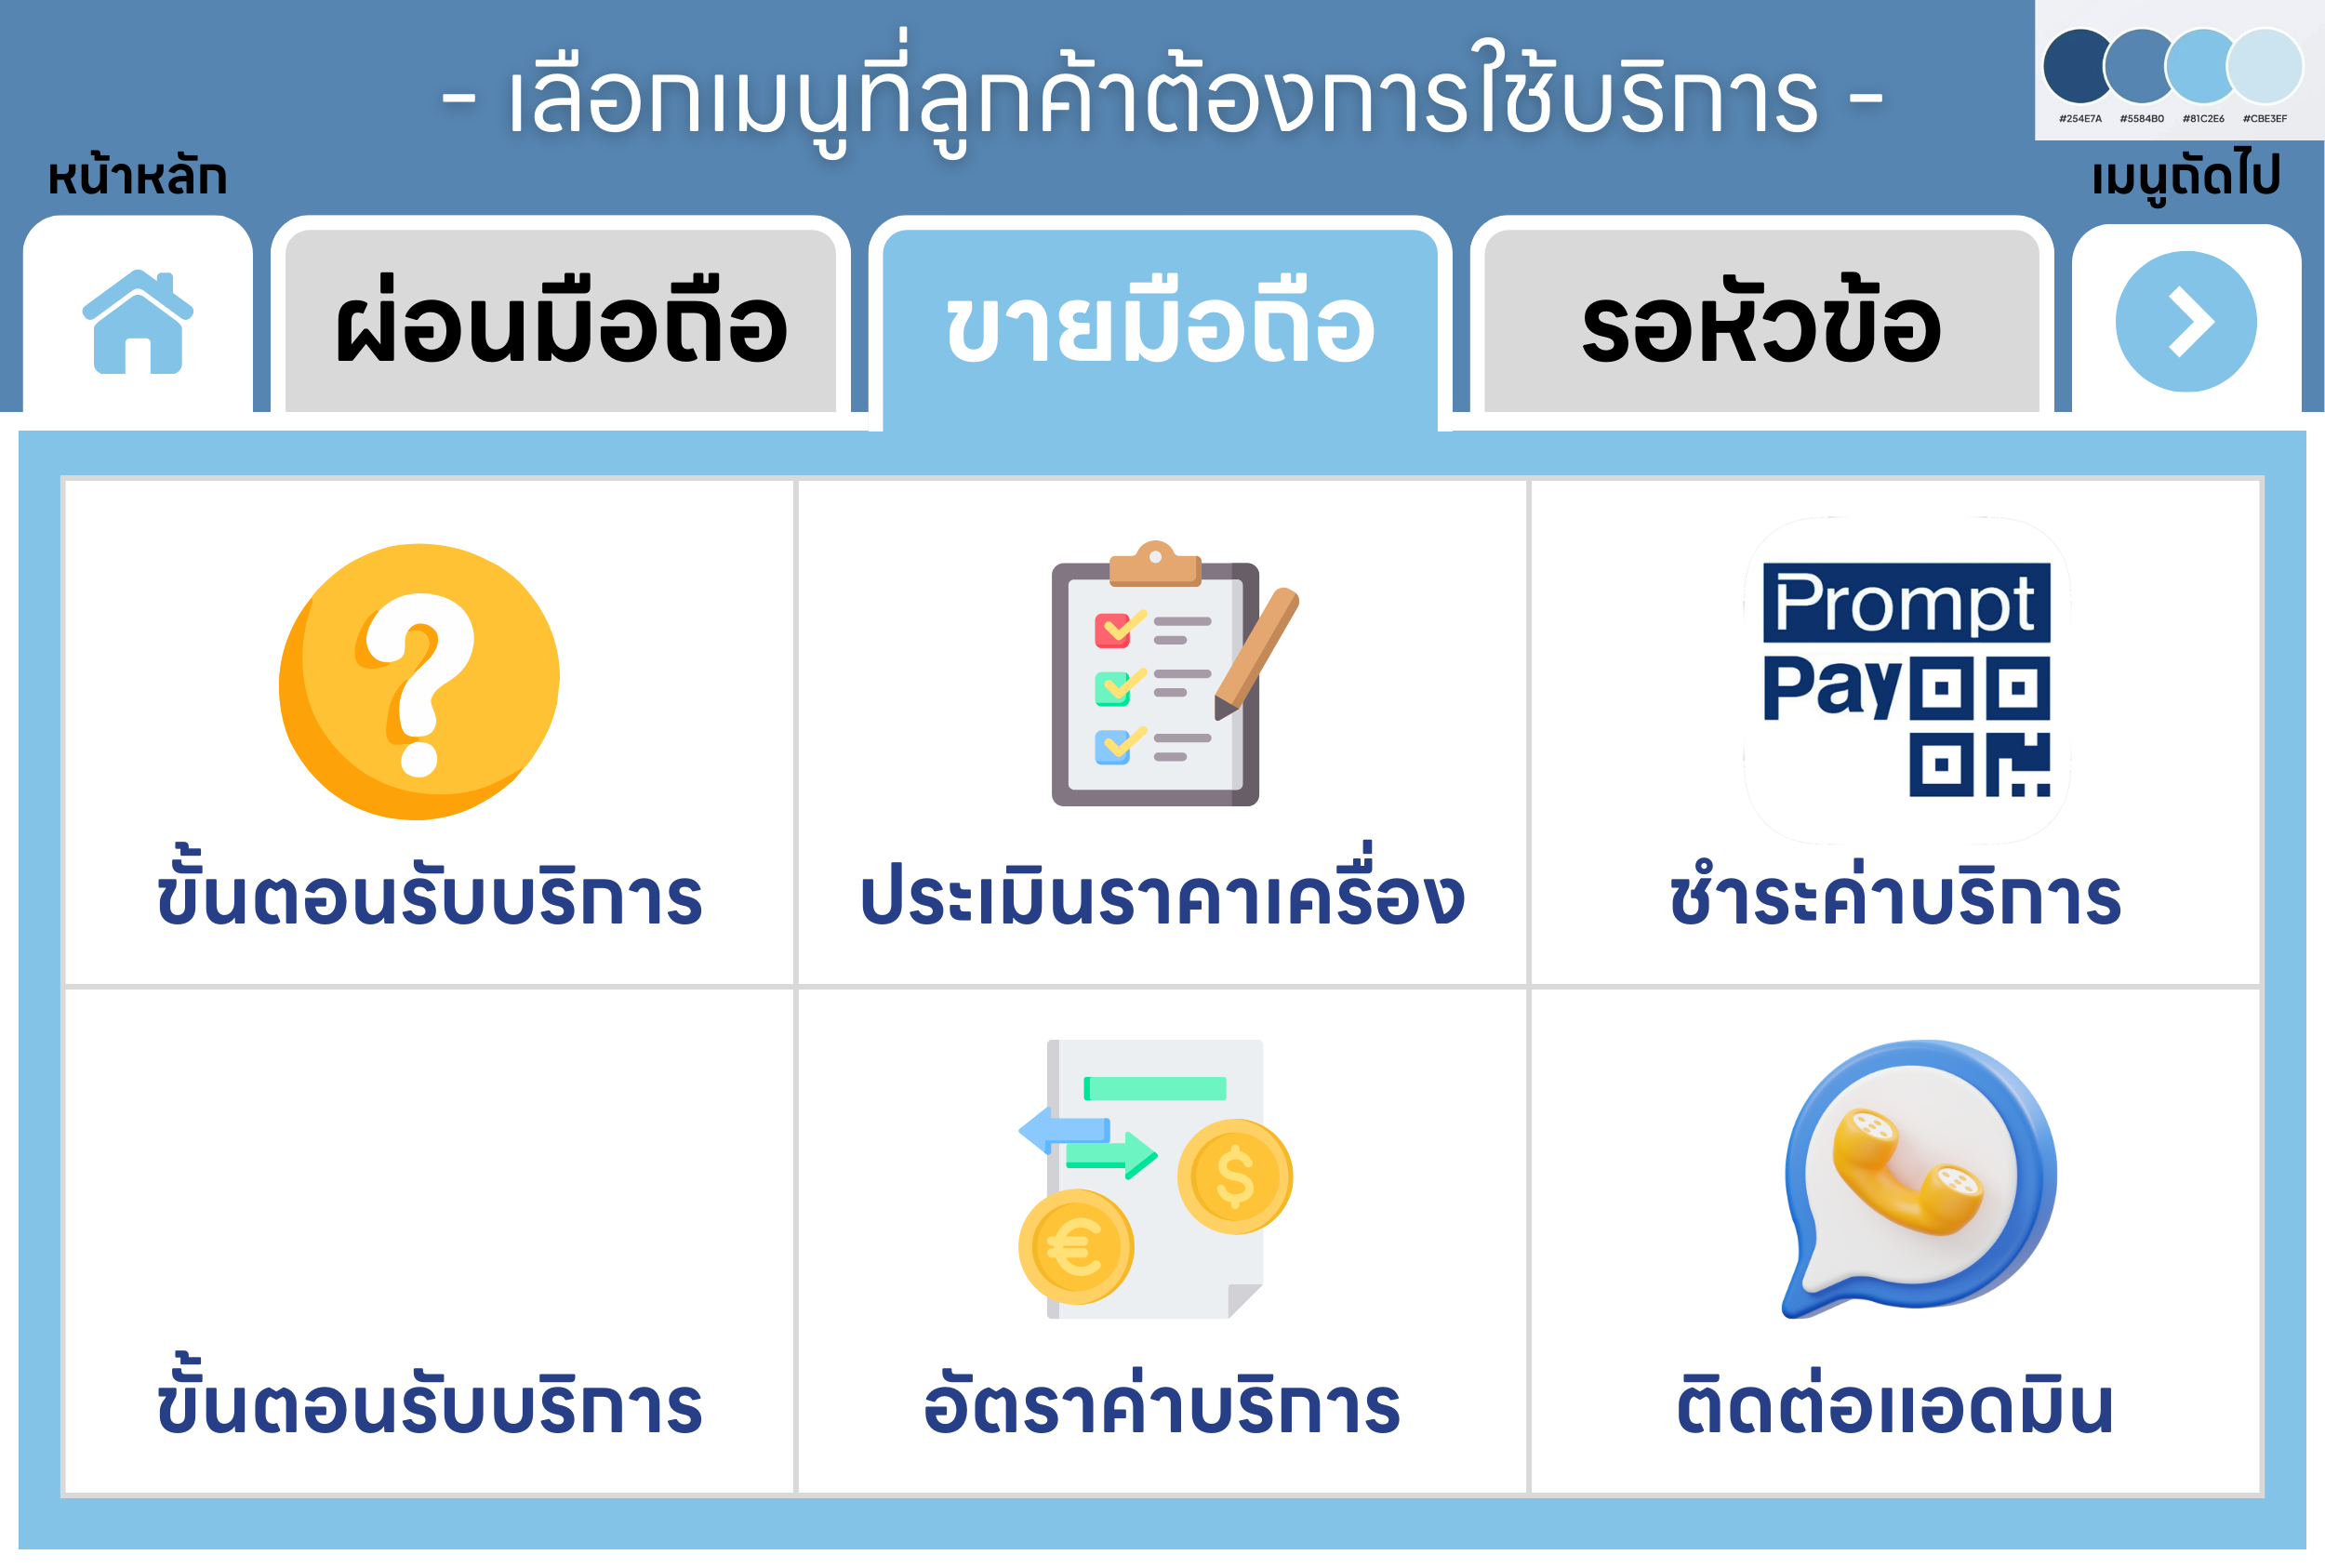 - เลือกเมนูที่ลูกค้าต้องการใช้บริการ -
#254E7A #5584B0 #81C2E6 #CBE3EF
หน้าหลัก
เมนูถัดไป
ผ่อนมือถือ
ขายมือถือ
รอหัวข้อ
Prompt
Pay
ขั้นตอนรับบริการ
ประเมินราคาเครื่อง
ชำระค่าบริการ
ขั้นตอนรับบริการ
อัตราค่าบริการ
ติดต่อแอดมิน